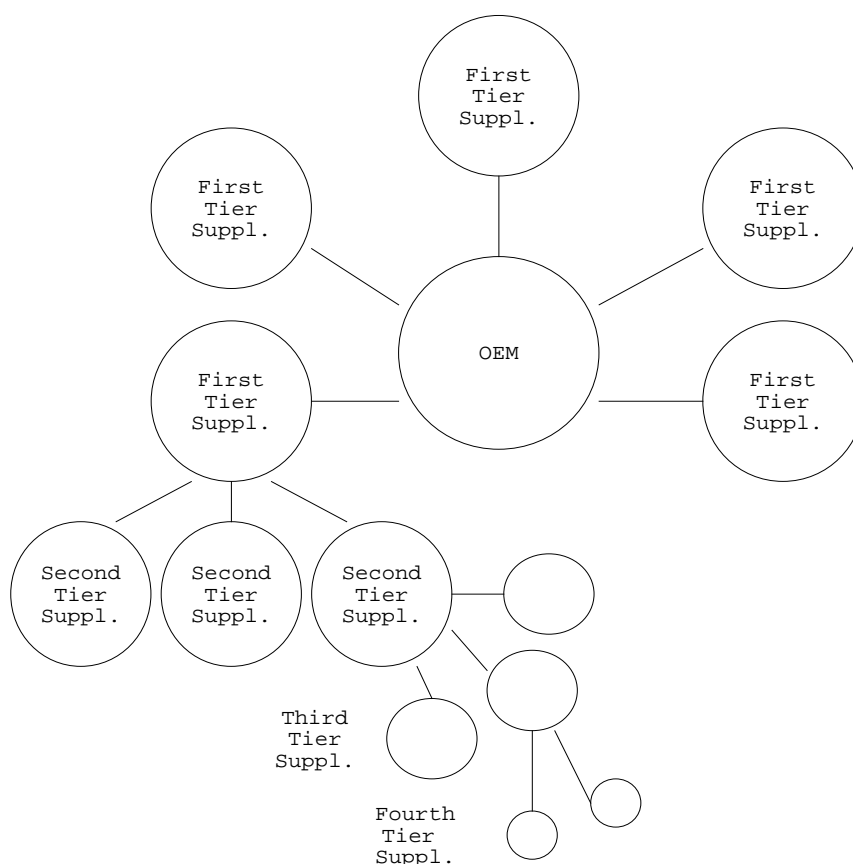 First
Tier
Suppl.
First
Tier
Suppl.
First
Tier
Suppl.
OEM
First
Tier
Suppl.
First
Tier
Suppl.
Second
Tier
Suppl.
Second
Tier
Suppl.
Second
Tier
Suppl.
Third
Tier
Suppl.
Fourth
Tier
Suppl.